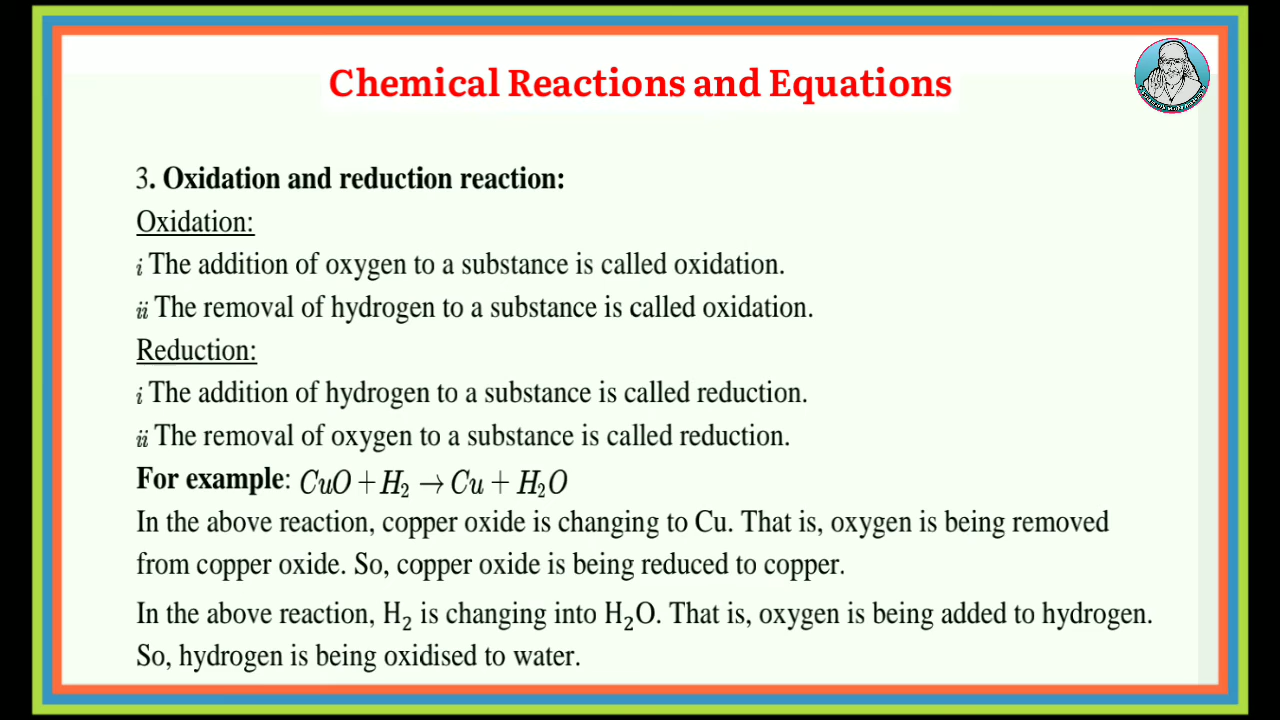 Chemical Reactions and Equations
3. Oxidation and reduction reaction:
Oxidation:
i The addition of oxygen to a substance is called oxidation.
ii The removal of hydrogen to a substance is called oxidation.
Reduction:
i The addition of hydrogen to a substance is called reduction.
ii The removal of oxygen to a substance is called reduction.
For example: CuO + H₂ → Cu + H₂O
In the above reaction, copper oxide is changing to Cu. That is, oxygen is being removed
from copper oxide. So, copper oxide is being reduced to copper.
In the above reaction, H₂ is changing into H₂O. That is, oxygen is being added to hydrogen.
So, hydrogen is being oxidised to water.